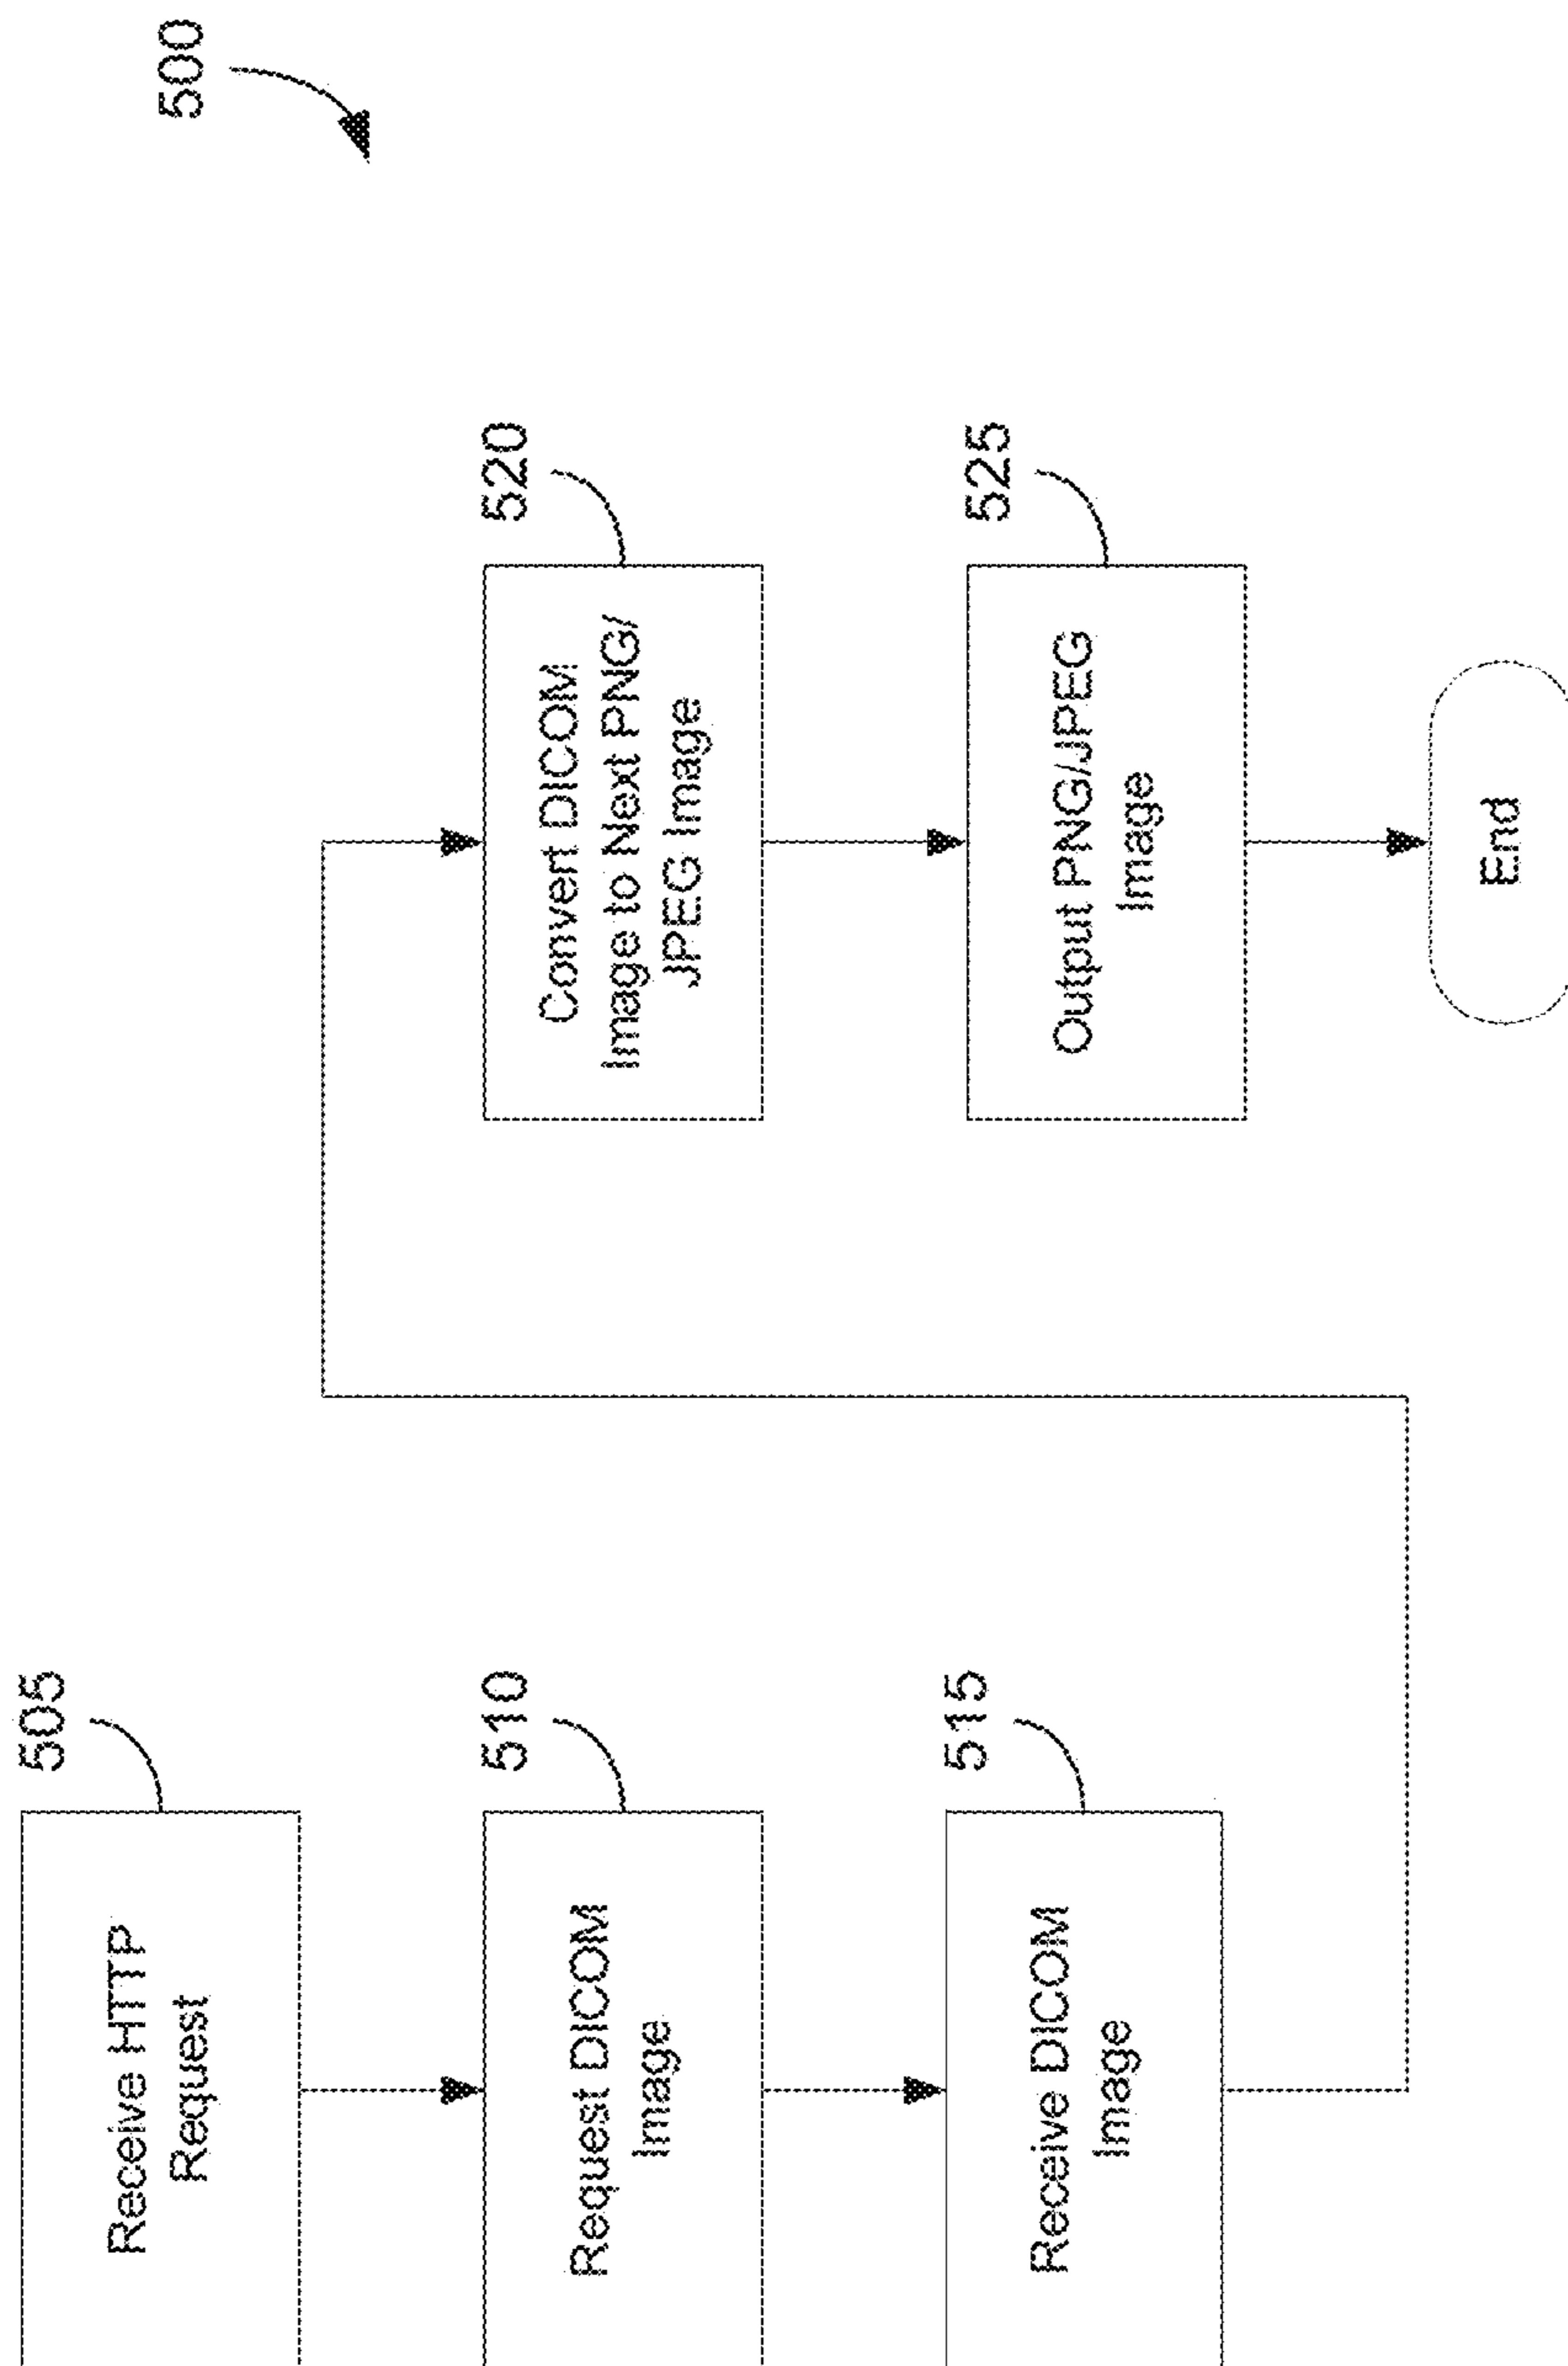 500
505
Receive HTTP
Request
510
Request DICOM
Image
515
Receive DICOM
Image
520
Convert DICOM
Image to Next PNG/
JPEG Image
525
Output PNG/JPEG
Image
End